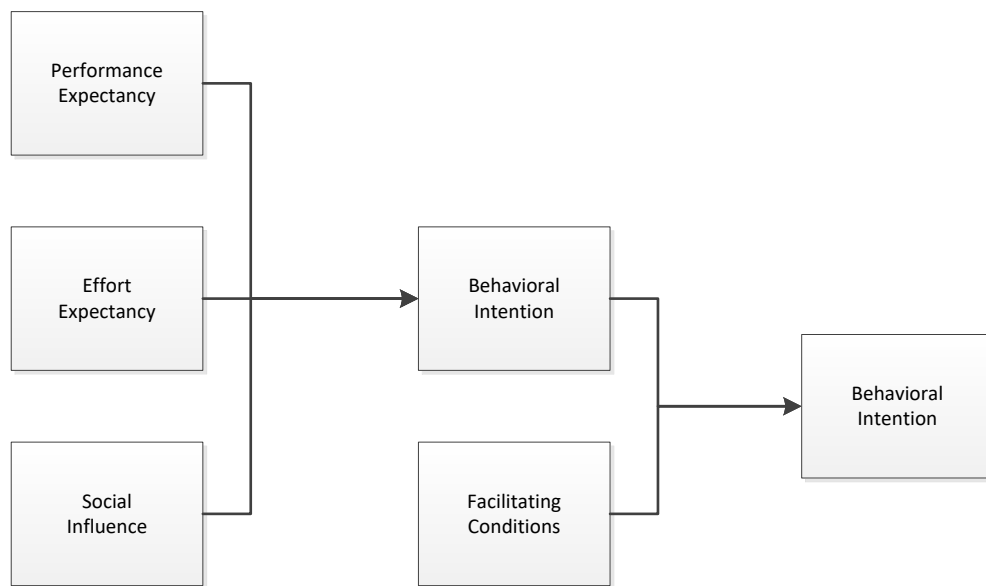 Performance
Expectancy
Effort
Expectancy
Social
Influence
Behavioral
Intention
Facilitating
Conditions
Behavioral
Intention